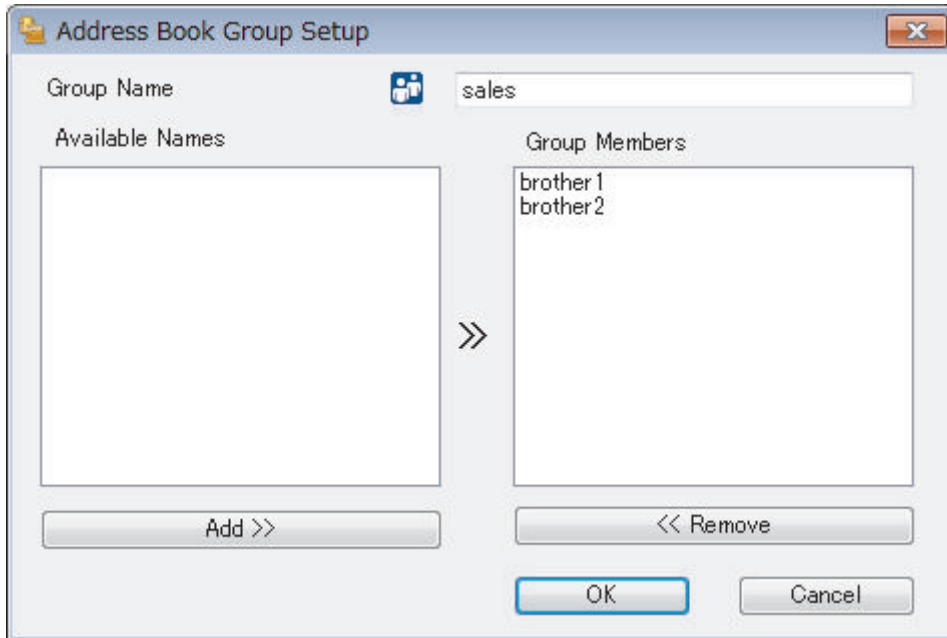 Address Book Group Setup
Group Name
sales
Available Names
Group Members
brother1
brother2
>>
Add >>
<< Remove
OK
Cancel